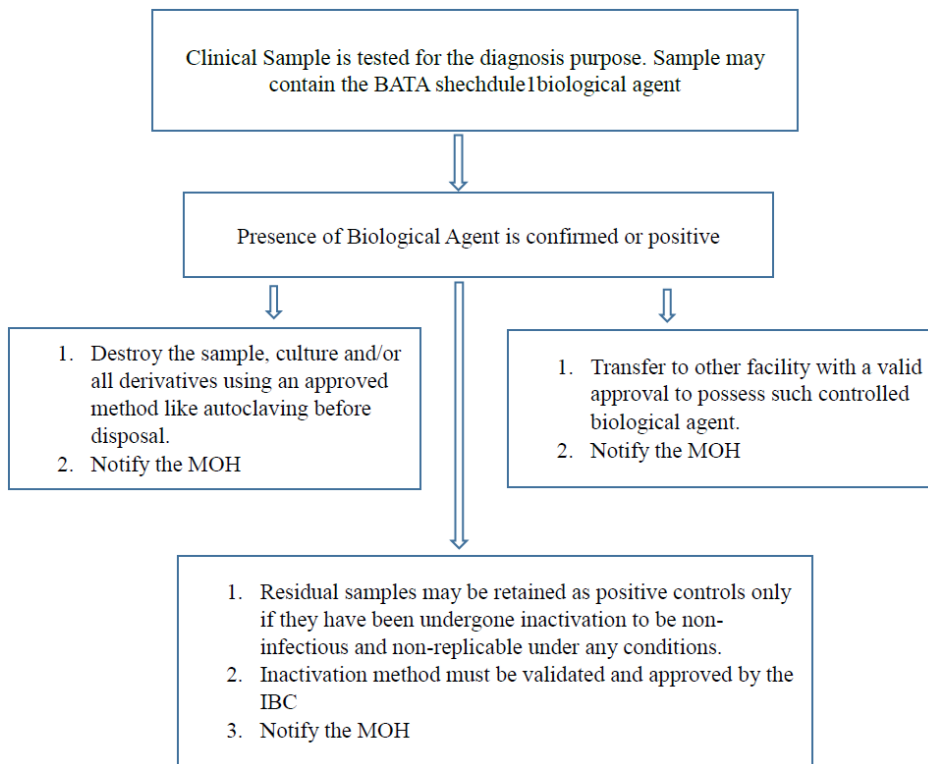 Clinical Sample is tested for the diagnosis purpose. Sample may
contain the BATA shechdule1biological agent
Presence of Biological Agent is confirmed or positive
1. Destroy the sample, culture and/or
all derivatives using an approved
method like autoclaving before
disposal.
2. Notify the MOH
1. Transfer to other facility with a valid
approval to possess such controlled
biological agent.
2. Notify the MOH
1. Residual samples may be retained as positive controls only
if they have been undergone inactivation to be non-
infectious and non-replicable under any conditions.
2. Inactivation method must be validated and approved by the
IBC
3. Notify the MOH